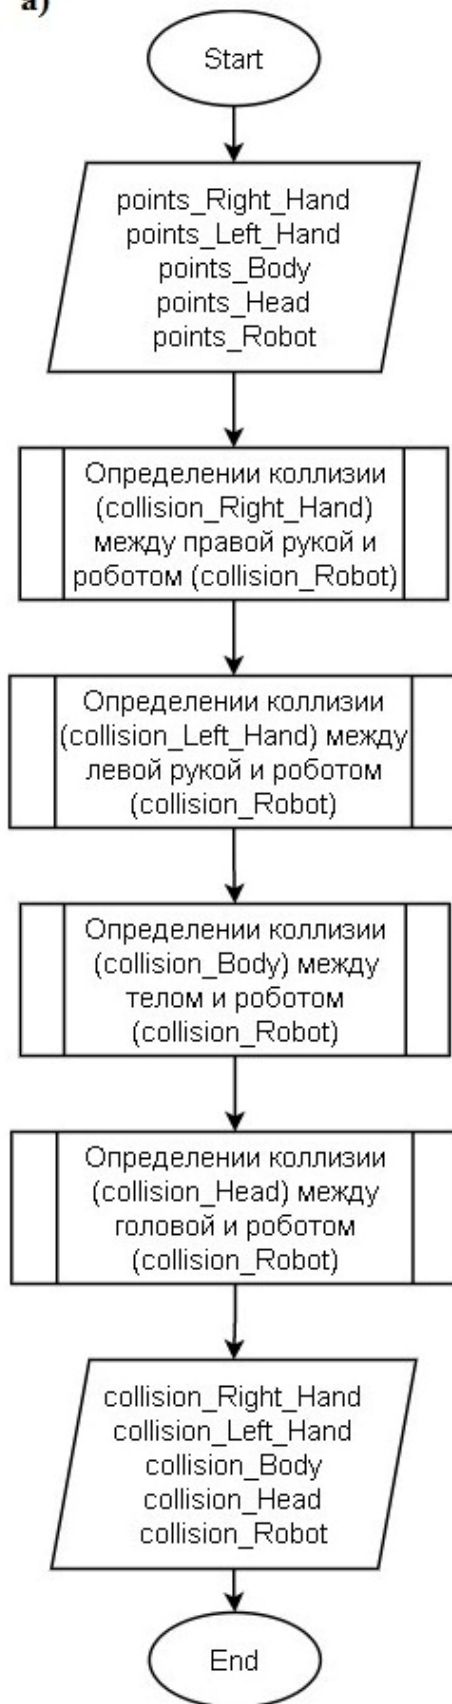 а)
Start
points_Right_Hand
points_Left_Hand
points_Body
points_Head
points_Robot
Определении коллизии
(collision_Right_Hand)
между правой рукой и
роботом (collision_Robot)
Определении коллизии
(collision_Left_Hand) между
левой рукой и роботом
(collision_Robot)
Определении коллизии
(collision_Body) между
телом и роботом
(collision_Robot)
Определении коллизии
(collision_Head) между
головой и роботом
(collision_Robot)
collision_Right_Hand
collision_Left_Hand
collision_Body
collision_Head
collision_Robot
End